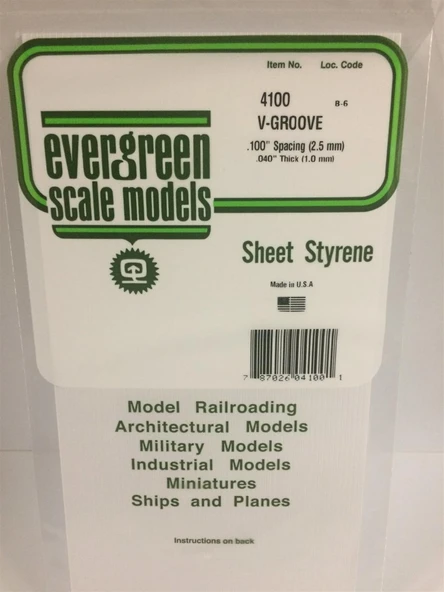 Item No. Loc. Code
4100 B-6
V-GROOVE
.100" Spacing (2.5 mm)
.040" Thick (1.0 mm)
evergreen
scale models
Sheet Styrene
Made in U.S.A
7 87026 04100 1
Model Railroading
Architectural Models
Military Models
Industrial Models
Miniatures
Ships and Planes
Instructions on back